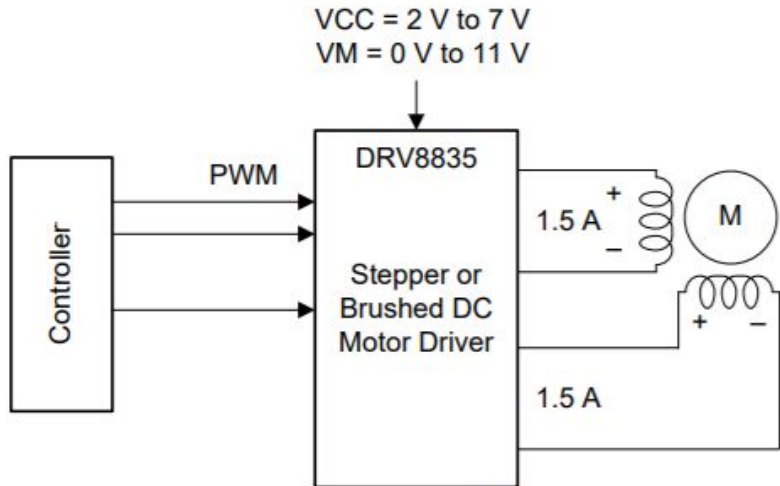 VCC = 2 V to 7 V
VM = 0 V to 11 V
Controller
PWM
DRV8835
Stepper or
Brushed DC
Motor Driver
+
1.5 A
–
M
+ –
1.5 A